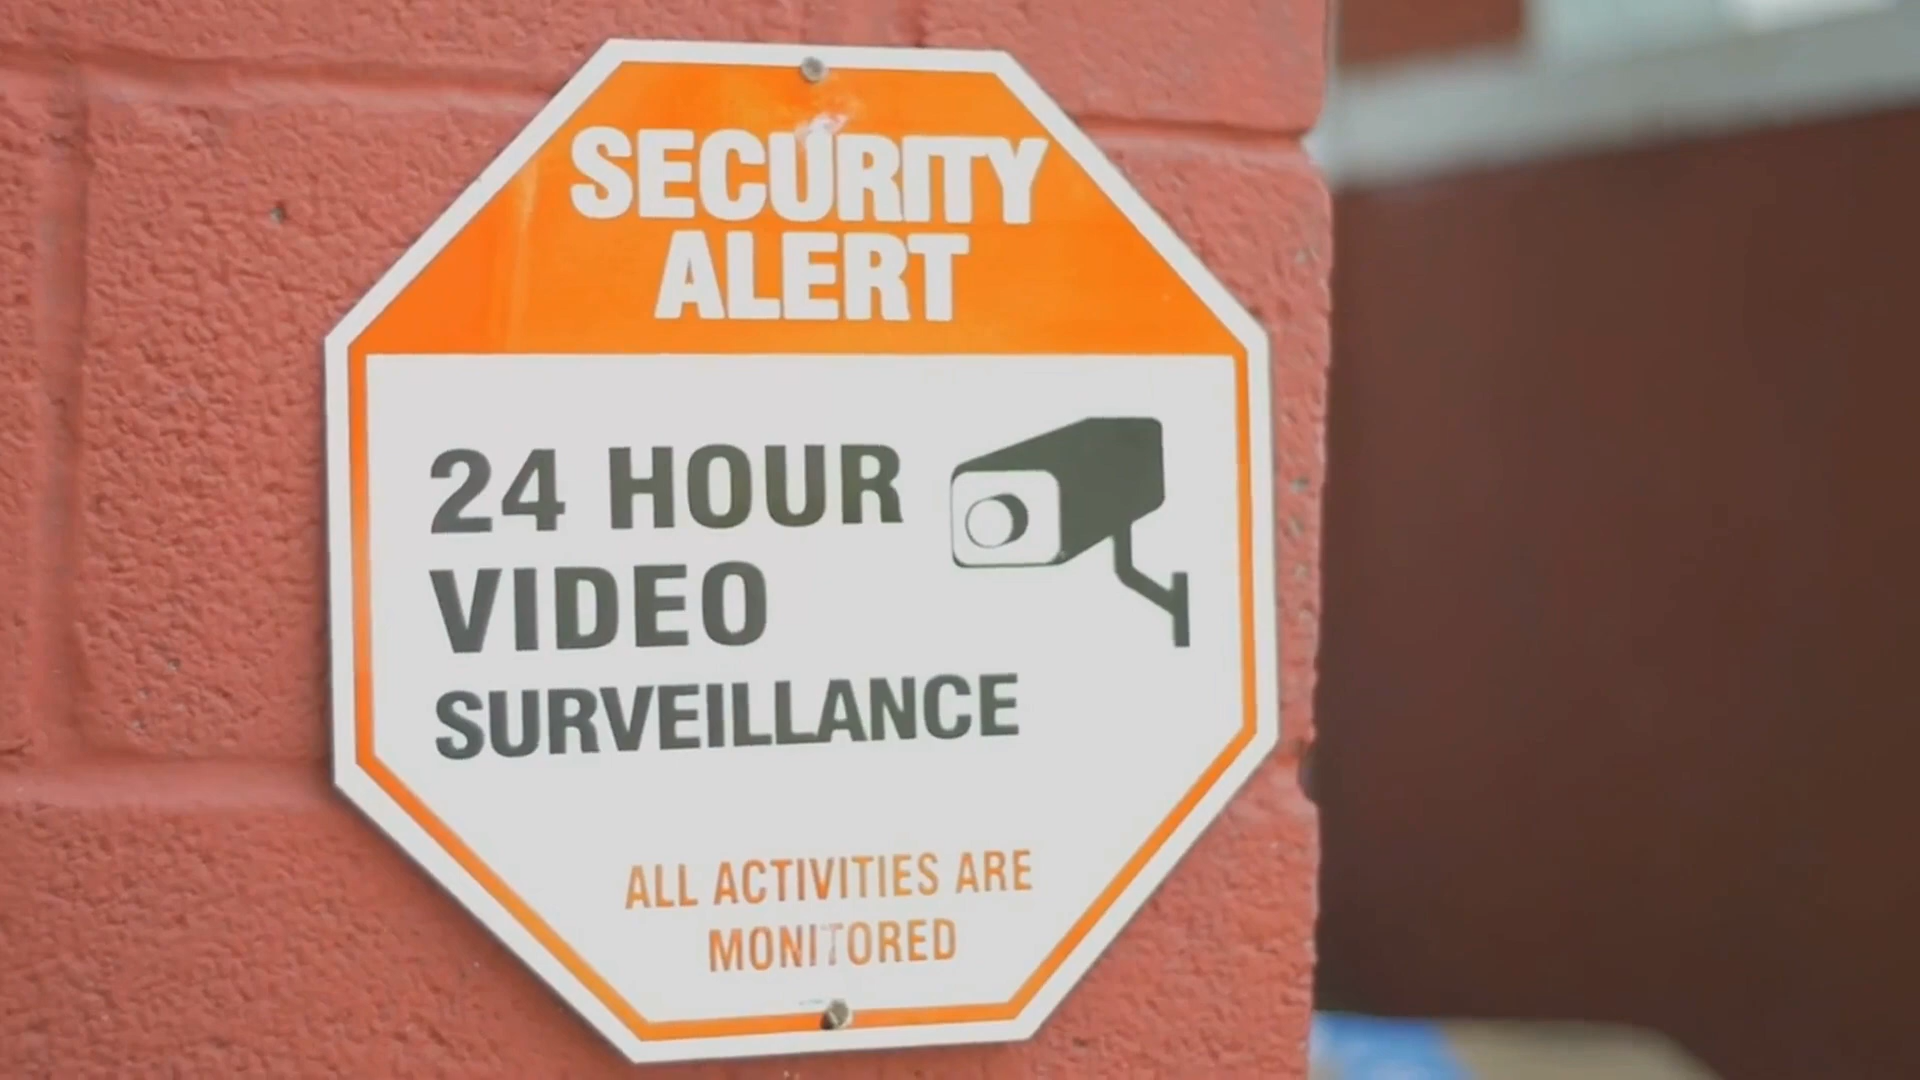 SECURITY
ALERT
24 HOUR
VIDEO
SURVEILLANCE
ALL ACTIVITIES ARE
MONITORED